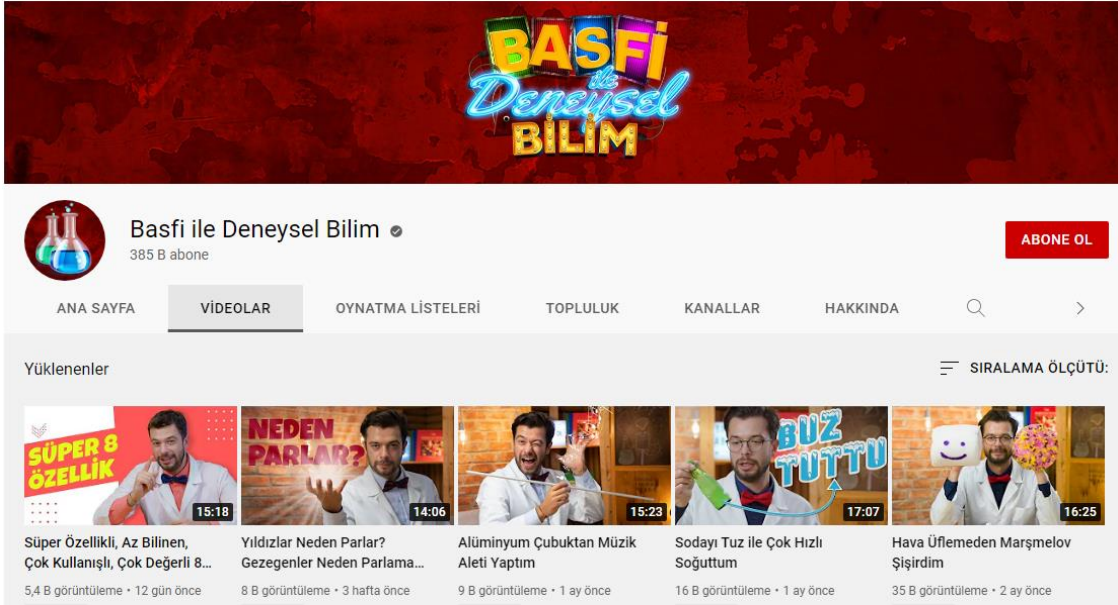 BASFİ
ile
Deneysel
BİLİM
Basfi ile Deneysel Bilim
385 B abone
ABONE OL
ANA SAYFA
VİDEOLAR
OYNATMA LİSTELERİ
TOPLULUK
KANALLAR
HAKKINDA
Yüklenenler
SIRALAMA ÖLÇÜTÜ:
SÜPER 8
ÖZELLİK
15:18
Süper Özellikli, Az Bilinen,
Çok Kullanışlı, Çok Değerli 8...
5,4 B görüntüleme • 12 gün önce
NEDEN
PARLAR?
14:06
Yıldızlar Neden Parlar?
Gezegenler Neden Parlama...
8 B görüntüleme • 3 hafta önce
15:23
Alüminyum Çubuktan Müzik
Aleti Yaptım
9 B görüntüleme • 1 ay önce
BUZ
TUTTU
17:07
Sodayı Tuz ile Çok Hızlı
Soğuttum
16 B görüntüleme • 1 ay önce
16:25
Hava Üflemeden Marşmelov
Şişirdim
35 B görüntüleme • 2 ay önce